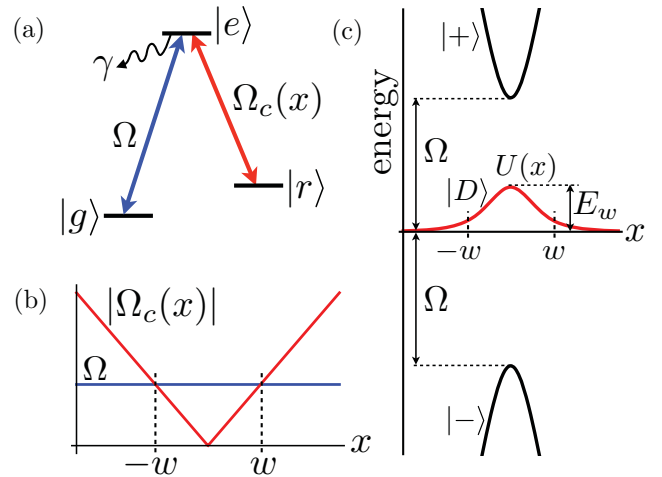 (a)
|e⟩
γ
Ω
Ω_c(x)
|g⟩
|r⟩
(b)
|Ω_c(x)|
Ω
−w
w
x
(c)
energy
|+⟩
Ω
U(x)
|D⟩
E_w
−w
w
x
Ω
|−⟩